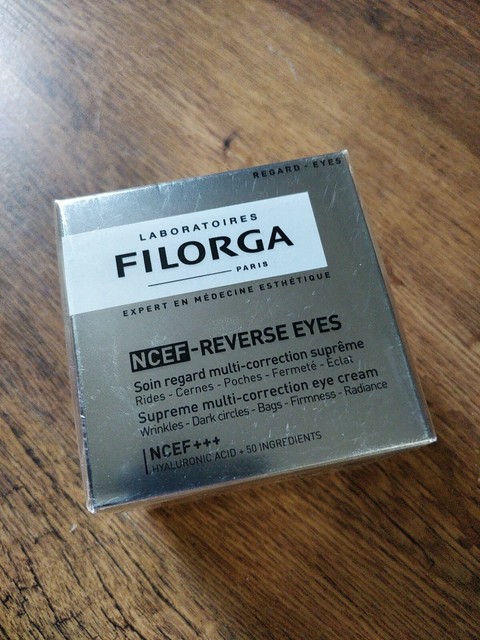 REGARD - EYES
LABORATOIRES
FILORGA
PARIS
EXPERT EN MÉDECINE ESTHÉTIQUE
NCEF-REVERSE EYES
Soin regard multi-correction suprême
Rides - Cernes - Poches - Fermeté - Éclat
Supreme multi-correction eye cream
Wrinkles - Dark circles - Bags - Firmness - Radiance
NCEF+++
HYALURONIC ACID + 50 INGREDIENTS